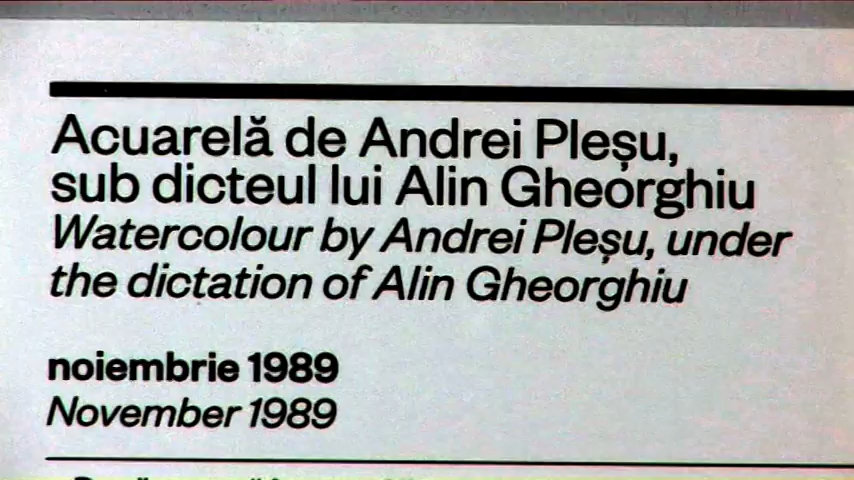 Acuarelă de Andrei Pleșu,
sub dicteul lui Alin Gheorghiu
Watercolour by Andrei Pleșu, under
the dictation of Alin Gheorghiu
noiembrie 1989
November 1989